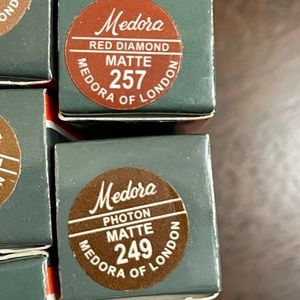 Medora
RED DIAMOND
MATTE
257
MEDORA OF LONDON
Medora
PHOTON
MATTE
249
MEDORA OF LONDON